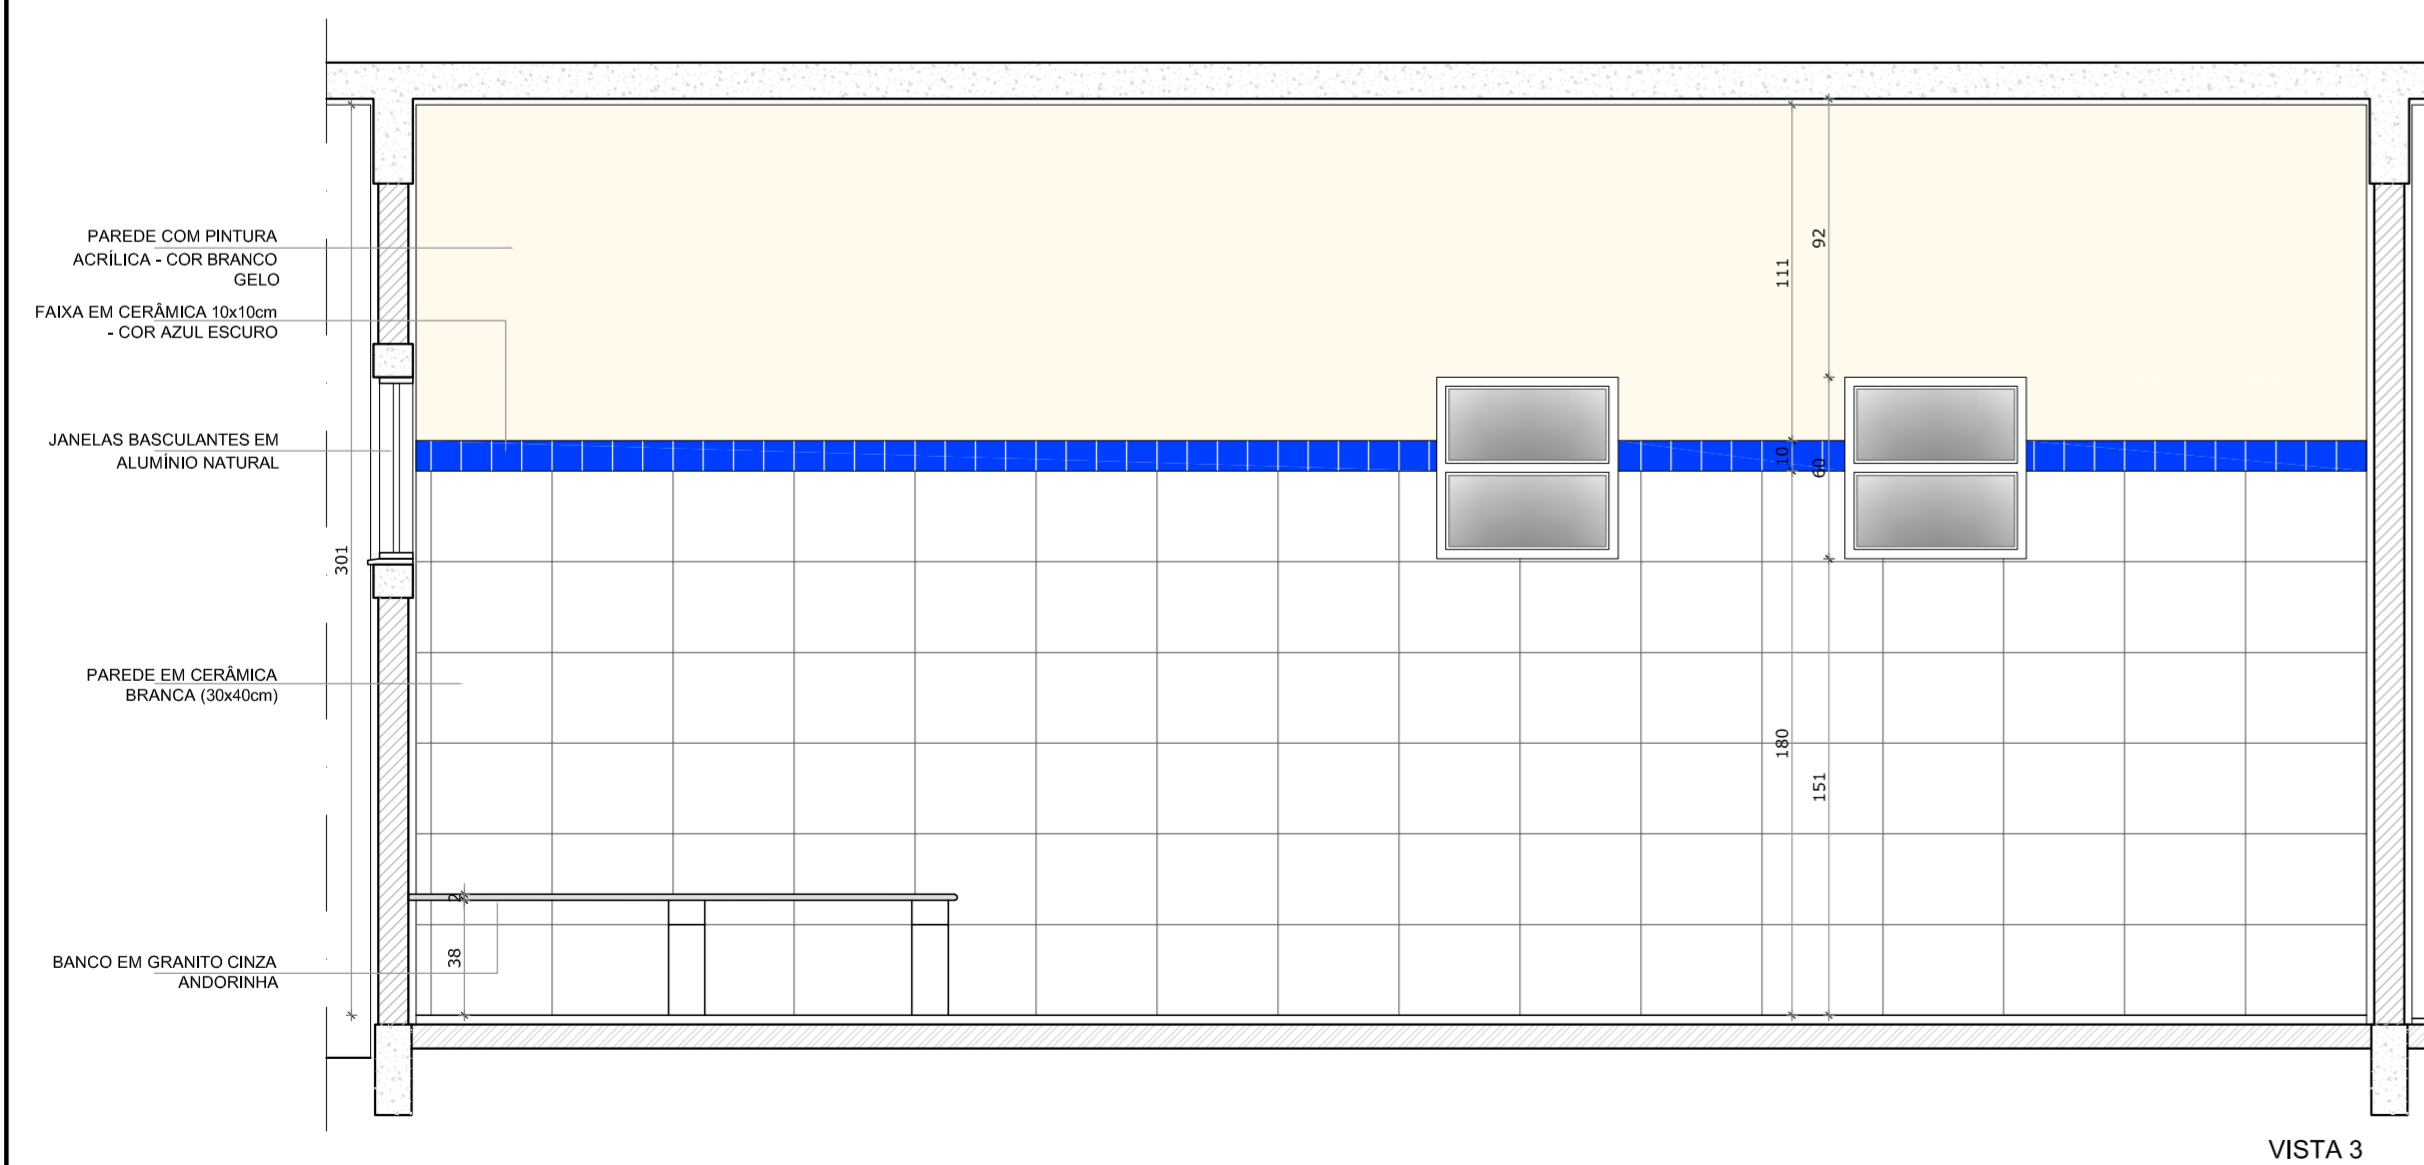 PAREDE COM PINTURA
ACRÍLICA - COR BRANCO
GELO
FAIXA EM CERÂMICA 10x10cm
- COR AZUL ESCURO
JANELAS BASCULANTES EM
ALUMÍNIO NATURAL
PAREDE EM CERÂMICA
BRANCA (30x40cm)
BANCO EM GRANITO CINZA
ANDORINHA
301
2
38
111
92
10
60
180
151
VISTA 3